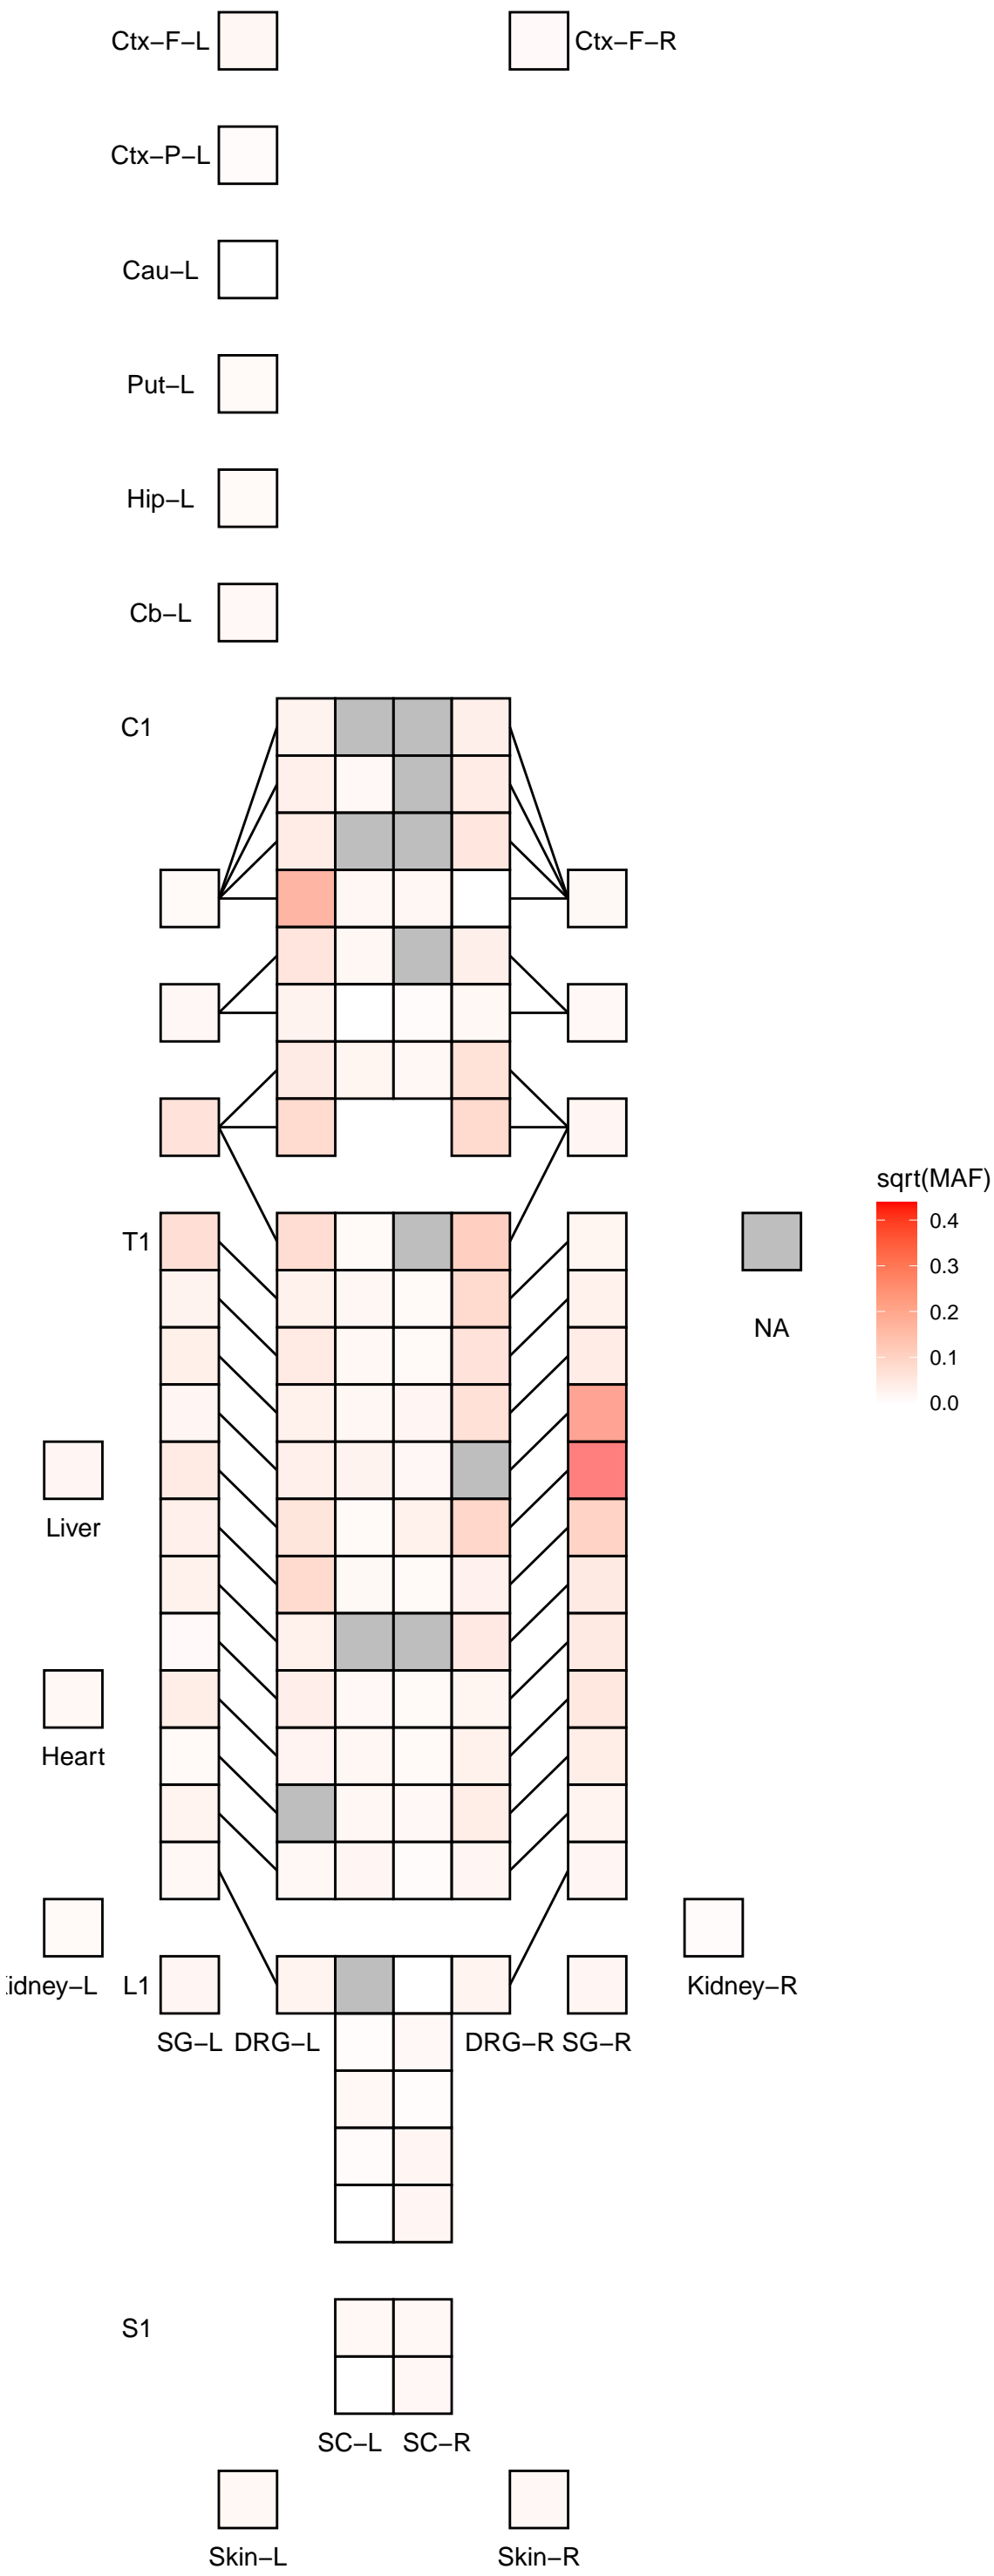 Ctx–F–L
Ctx–F–R
Ctx–P–L
Cau–L
Put–L
Hip–L
Cb–L
C1
sqrt(MAF)
0.4
0.3
0.2
0.1
0.0
T1
NA
Liver
Heart
idney–L
L1
Kidney–R
SG–L DRG–L
DRG–R SG–R
S1
SC–L SC–R
Skin–L
Skin–R